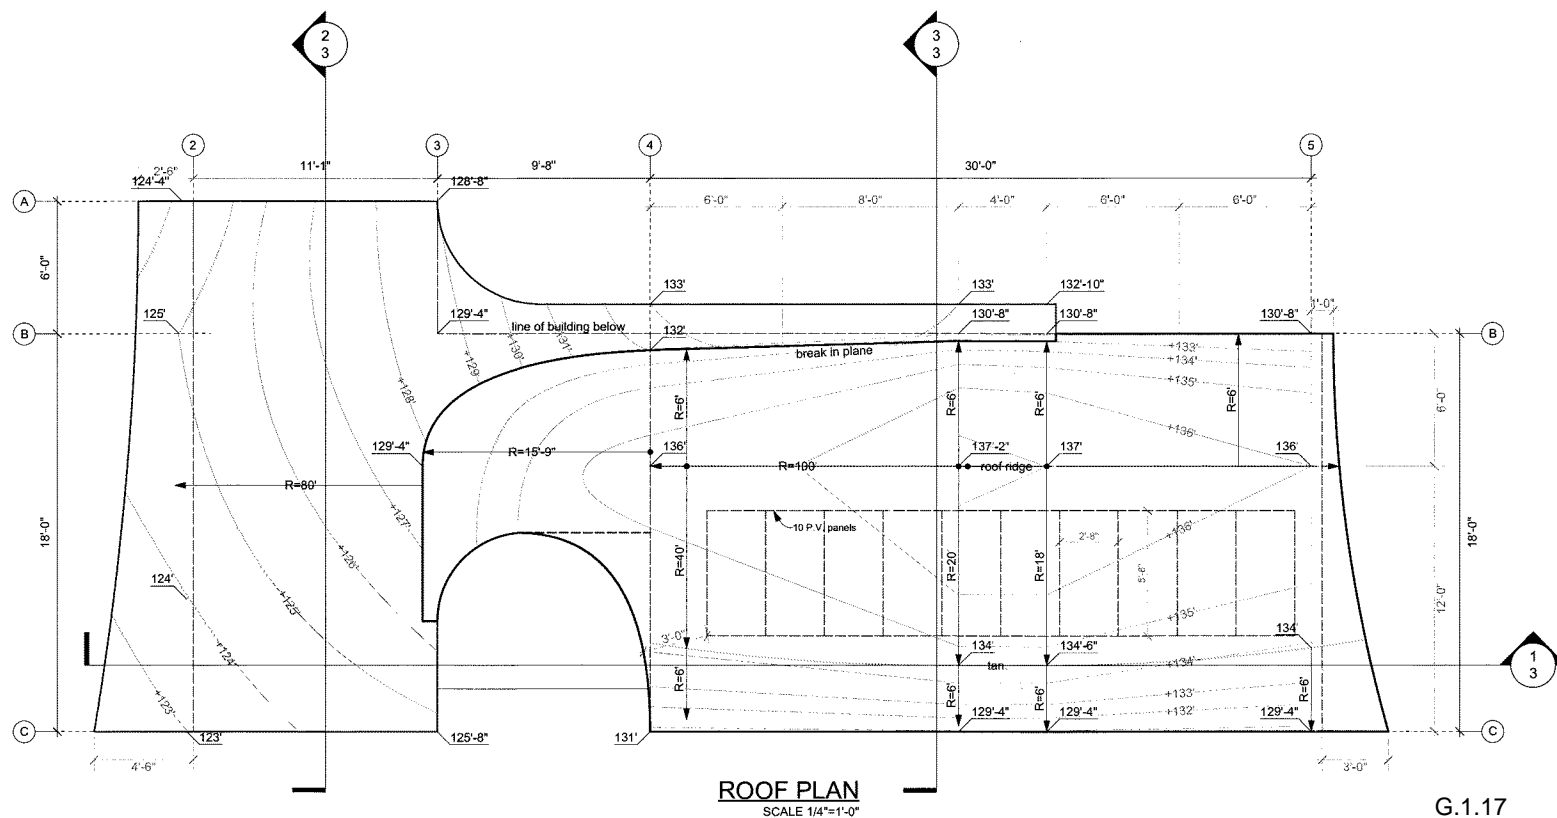 2
3
3
3
2
3
4
5
2'-6"
11'-1"
9'-8"
30'-0"
124'-4"
128'-8"
A
6'-0"
8'-0"
4'-0"
6'-0"
6'-0"
6'-0"
133'
133'
132'-10"
1'-0"
125'
129'-4"
line of building below
132'
130'-8"
130'-8"
130'-8"
B
B
+131'
+130'
+129'
+128'
break in plane
+133'
+134'
+135'
R=6'
R=6'
R=6'
R=6'
6'-0"
+136'
129'-4"
R=15'-9"
136'
R=100'
137'-2"
roof ridge
137'
136'
R=80'
+127'
10 P.V. panels
+136'
2'-8"
18'-0"
18'-0"
+126'
R=40'
R=20'
R=18'
5'-6"
124'
+125'
+135'
12'-0"
3'-0"
134'
134'-6"
134'
+124'
tan
+134'
1
3
R=6'
R=6'
R=6'
R=6'
+123'
+133'
+132'
129'-4"
129'-4"
129'-4"
C
123'
125'-8"
131'
C
4'-6"
3'-0"
ROOF PLAN
SCALE 1/4"=1'-0"
G.1.17